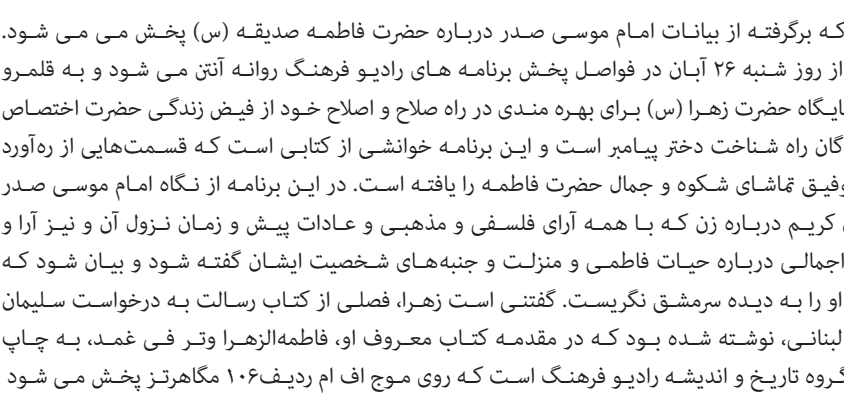 که برگرفته از بیانات امام موسی صدر درباره حضرت فاطمه صدیقه (س) پخش می می شود.
از روز شنبه ۲۶ آبان در فواصل پخش برنامه های رادیو فرهنگ روانه آنتن می شود و به قلمرو
ایگاه حضرت زهرا (س) برای بهره مندی در راه صلاح و اصلاح خود از فیض زندگی حضرت اختصاص
گان راه شناخت دختر پیامبر است و این برنامه خوانشی از کتابی است که قسمت‌هایی از ره‌آورد
وفیق تماشای شکوه و جمال حضرت فاطمه را یافته است. در این برنامه از نگاه امام موسی صدر
کریم درباره زن که با همه آرای فلسفی و مذهبی و عادات پیش و زمان نزول آن و نیز آرا و
اجمالی درباره حیات فاطمی و منزلت و جنبه‌های شخصیت ایشان گفته شود و بیان شود که
او را به دیده سرمشق نگریست. گفتنی است زهرا، فصلی از کتاب رسالت به درخواست سلیمان
لبنانی، نوشته شده بود که در مقدمه کتاب معروف او، فاطمه‌الزهرا وتر فی غمد، به چاپ
گروه تاریخ و اندیشه رادیو فرهنگ است که روی موج اف ام ردیف۱۰۶ مگاهرتز پخش می شود